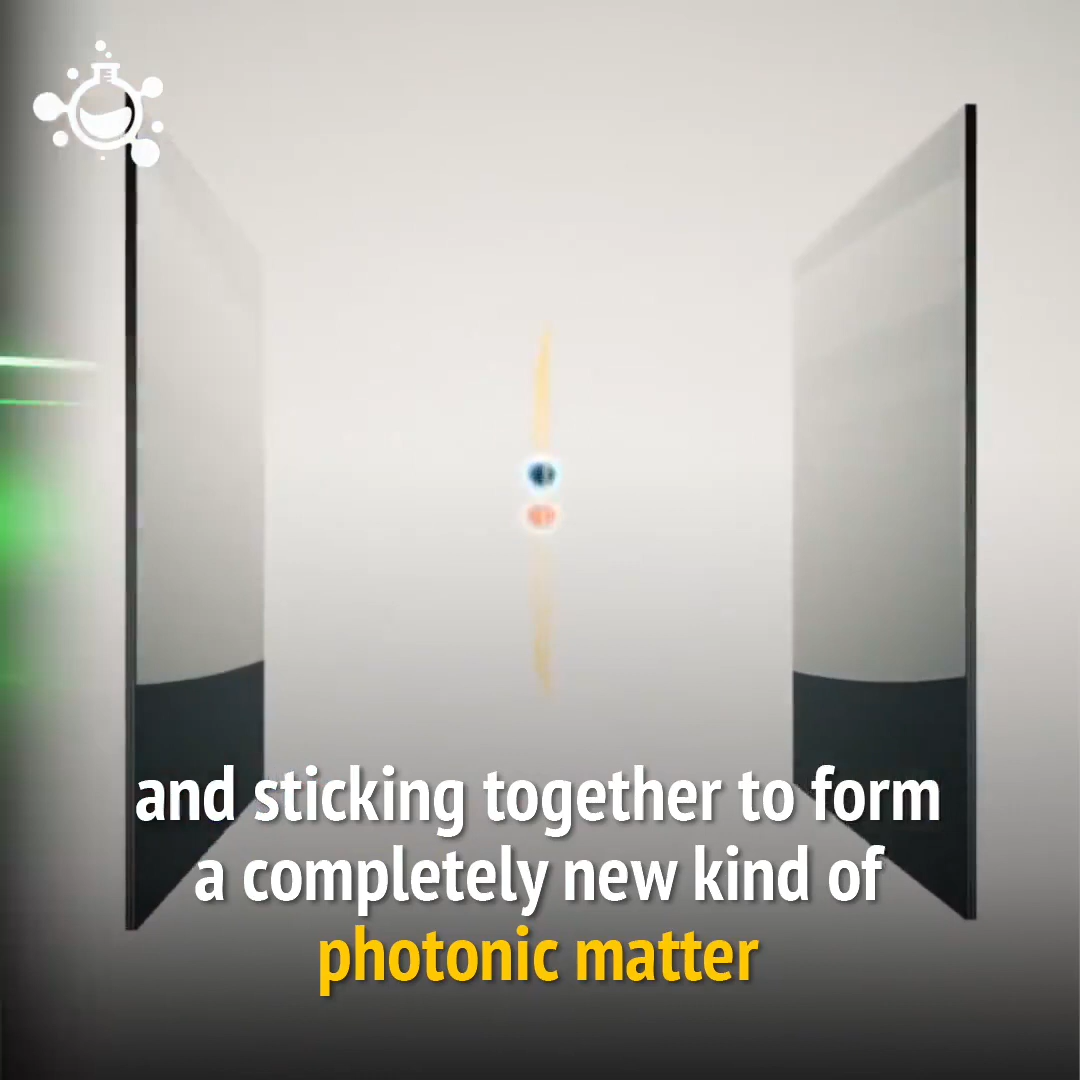 and sticking together to form
a completely new kind of
photonic matter